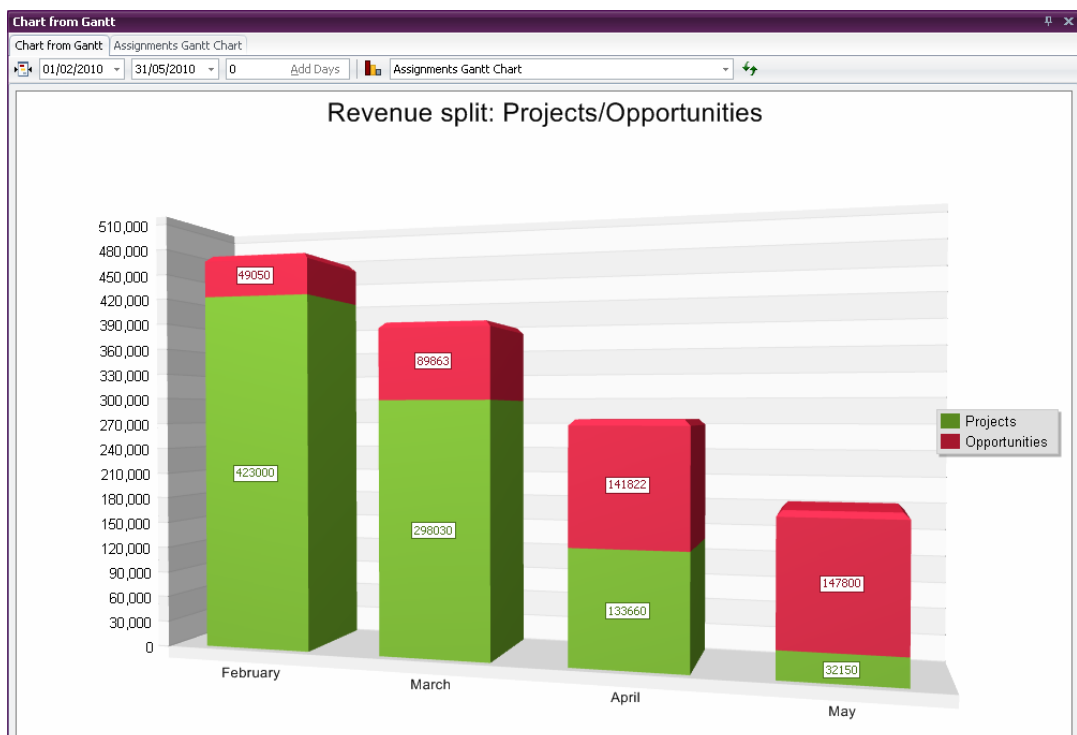 Chart from Gantt
Chart from Gantt Assignments Gantt Chart
01/02/2010 31/05/2010 0 Add Days Assignments Gantt Chart
Revenue split: Projects/Opportunities
510,000
480,000
450,000
420,000
390,000
360,000
330,000
300,000
270,000
240,000
210,000
180,000
150,000
120,000
90,000
60,000
30,000
0
49050
423000
89863
298030
141822
133660
147800
32150
Projects
Opportunities
February
March
April
May